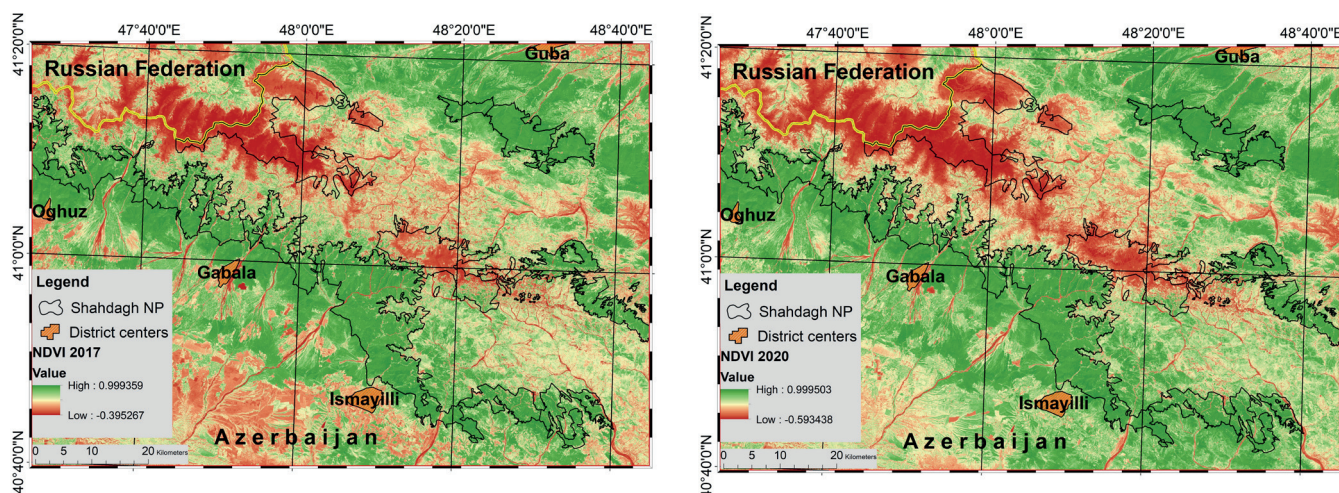 47°40'0"E 48°0'0"E 48°20'0"E 48°40'0"E
41°20'0"N
41°0'0"N
40°40'0"N
Guba
Russian Federation
Oghuz
Gabala
Legend
Shahdagh NP
District centers
NDVI 2017
Value
High : 0.999359
Low : -0.395267
Ismayilli
Azerbaijan
0 5 10 20 Kilometers
47°40'0"E 48°0'0"E 48°20'0"E 48°40'0"E
41°20'0"N
41°0'0"N
40°40'0"N
Guba
Russian Federation
Oghuz
Gabala
Legend
Shahdagh NP
District centers
NDVI 2020
Value
High : 0.999503
Low : -0.593438
Ismayilli
Azerbaijan
0 5 10 20 Kilometers